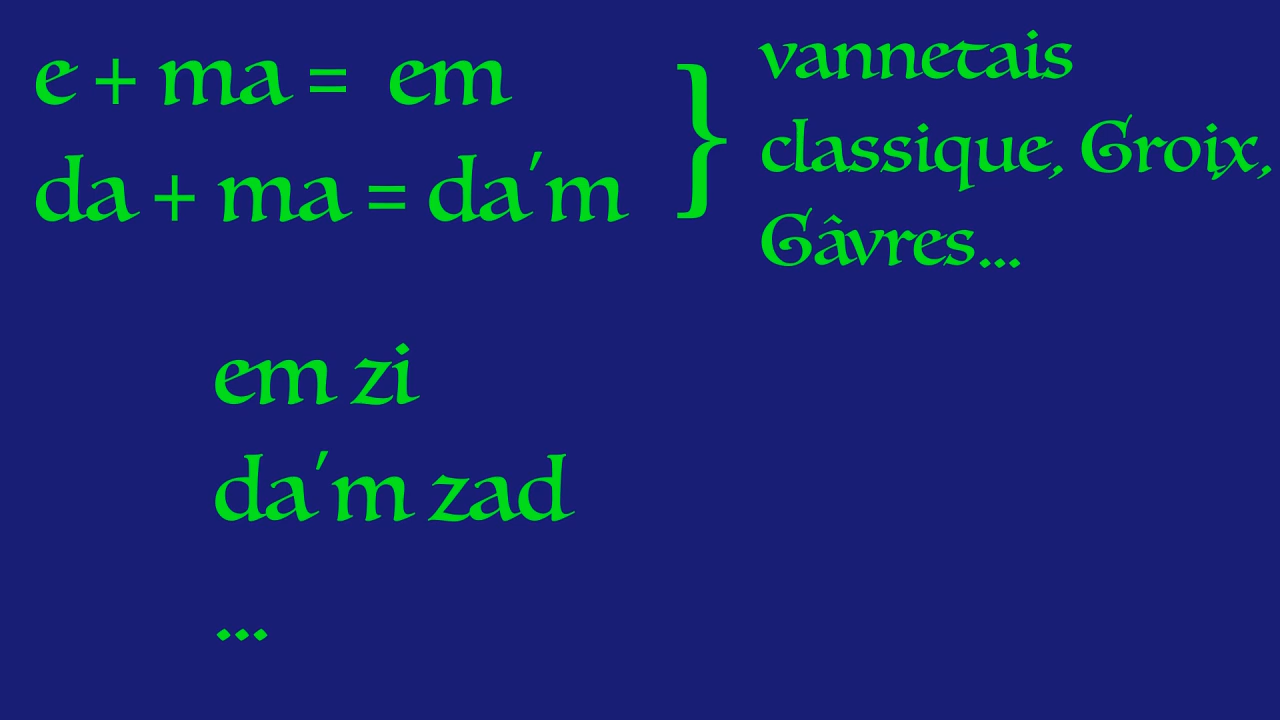 e + ma = em
da + ma = da'm
}
vannetais
classique, Groix,
Gâvres...
em zi
da'm zad
...